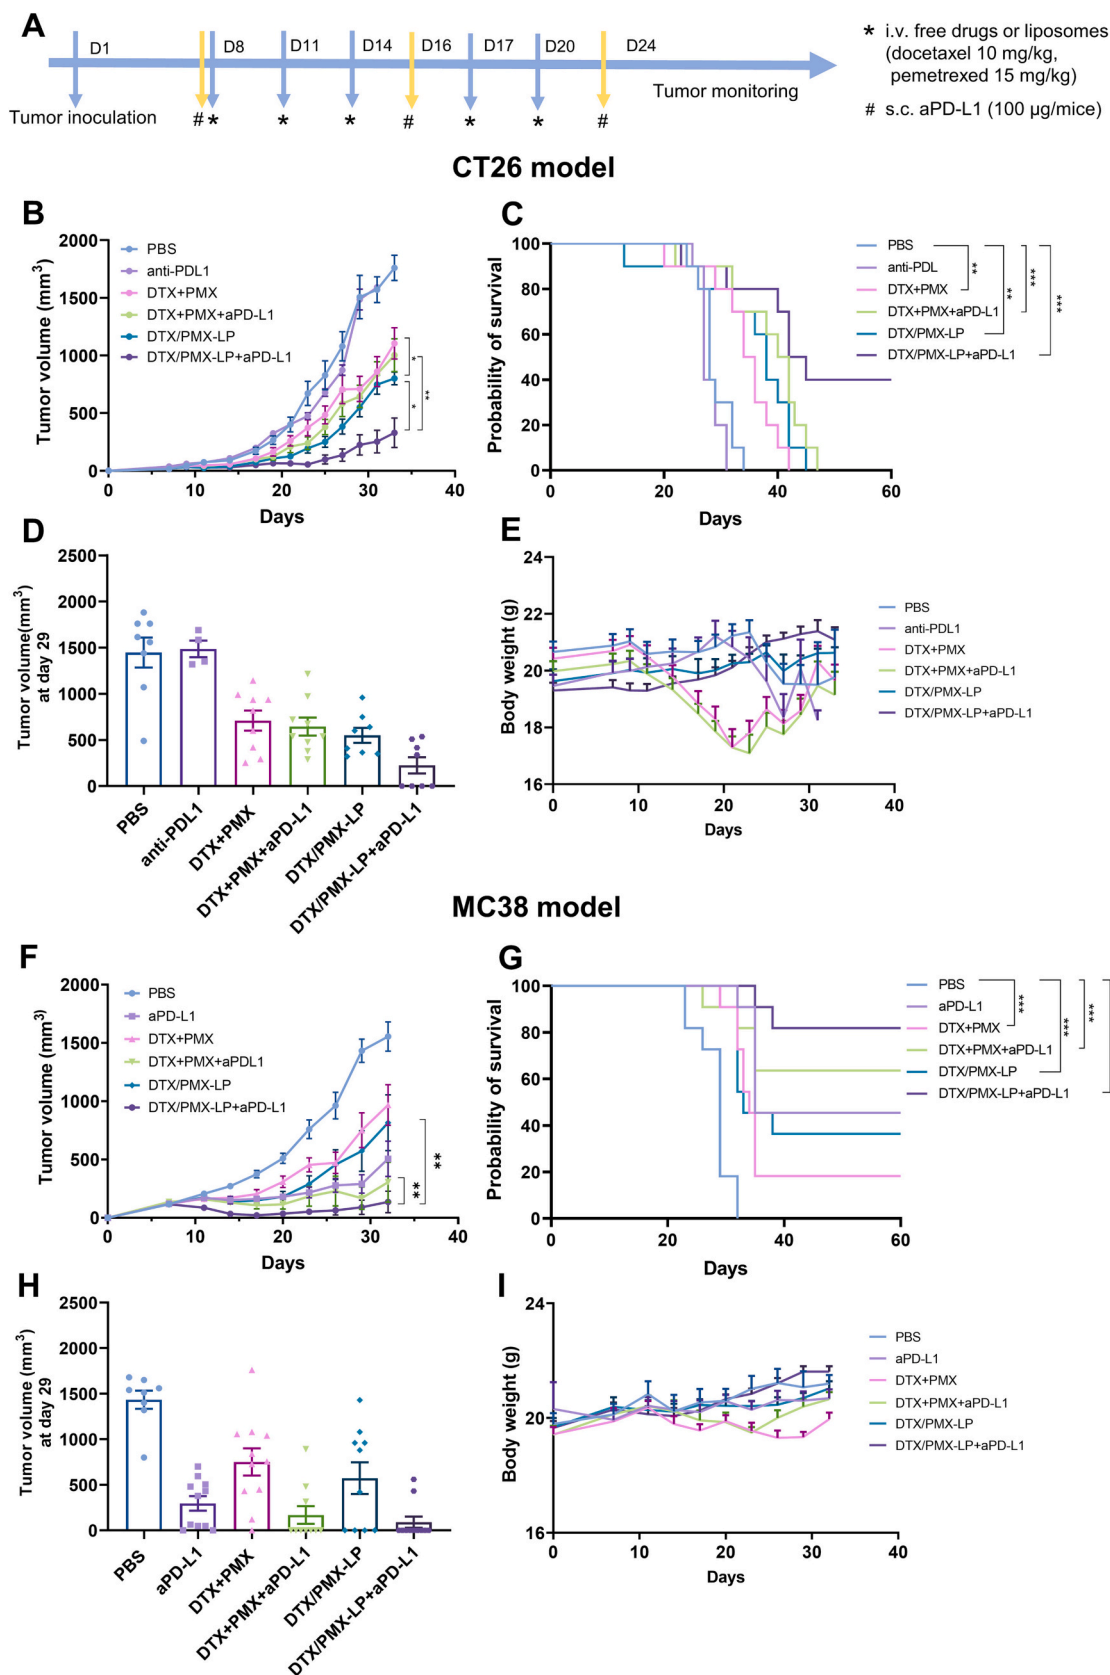 A
D1
D8
D11
D14
D16
D17
D20
D24
Tumor inoculation
Tumor monitoring
# * * * # * * #
* i.v. free drugs or liposomes
(docetaxel 10 mg/kg,
pemetrexed 15 mg/kg)
# s.c. aPD-L1 (100 µg/mice)
CT26 model
B
Tumor volume (mm³)
2000
1500
1000
500
0
0 10 20 30 40
Days
PBS
anti-PDL1
DTX+PMX
DTX+PMX+aPD-L1
DTX/PMX-LP
DTX/PMX-LP+aPD-L1
*
**
*
C
Probability of survival
100
80
60
40
20
0
0 20 40 60
Days
PBS
anti-PDL
DTX+PMX
DTX+PMX+aPD-L1
DTX/PMX-LP
DTX/PMX-LP+aPD-L1
**
**
***
***
D
Tumor volume(mm³)
at day 29
2500
2000
1500
1000
500
0
PBS
anti-PDL1
DTX+PMX
DTX+PMX+aPD-L1
DTX/PMX-LP
DTX/PMX-LP+aPD-L1
E
Body weight (g)
24
22
20
18
16
0 10 20 30 40
Days
PBS
anti-PDL1
DTX+PMX
DTX+PMX+aPD-L1
DTX/PMX-LP
DTX/PMX-LP+aPD-L1
MC38 model
F
Tumor volume (mm³)
2000
1500
1000
500
0
0 10 20 30 40
Days
PBS
aPD-L1
DTX+PMX
DTX+PMX+aPDL1
DTX/PMX-LP
DTX/PMX-LP+aPD-L1
**
**
G
Probability of survival
100
80
60
40
20
0
0 20 40 60
Days
PBS
aPD-L1
DTX+PMX
DTX+PMX+aPD-L1
DTX/PMX-LP
DTX/PMX-LP+aPD-L1
***
***
***
H
Tumor volume (mm³)
at day 29
2500
2000
1500
1000
500
0
PBS
aPD-L1
DTX+PMX
DTX+PMX+aPD-L1
DTX/PMX-LP
DTX/PMX-LP+aPD-L1
I
Body weight (g)
24
20
16
0 10 20 30 40
Days
PBS
aPD-L1
DTX+PMX
DTX+PMX+aPD-L1
DTX/PMX-LP
DTX/PMX-LP+aPD-L1